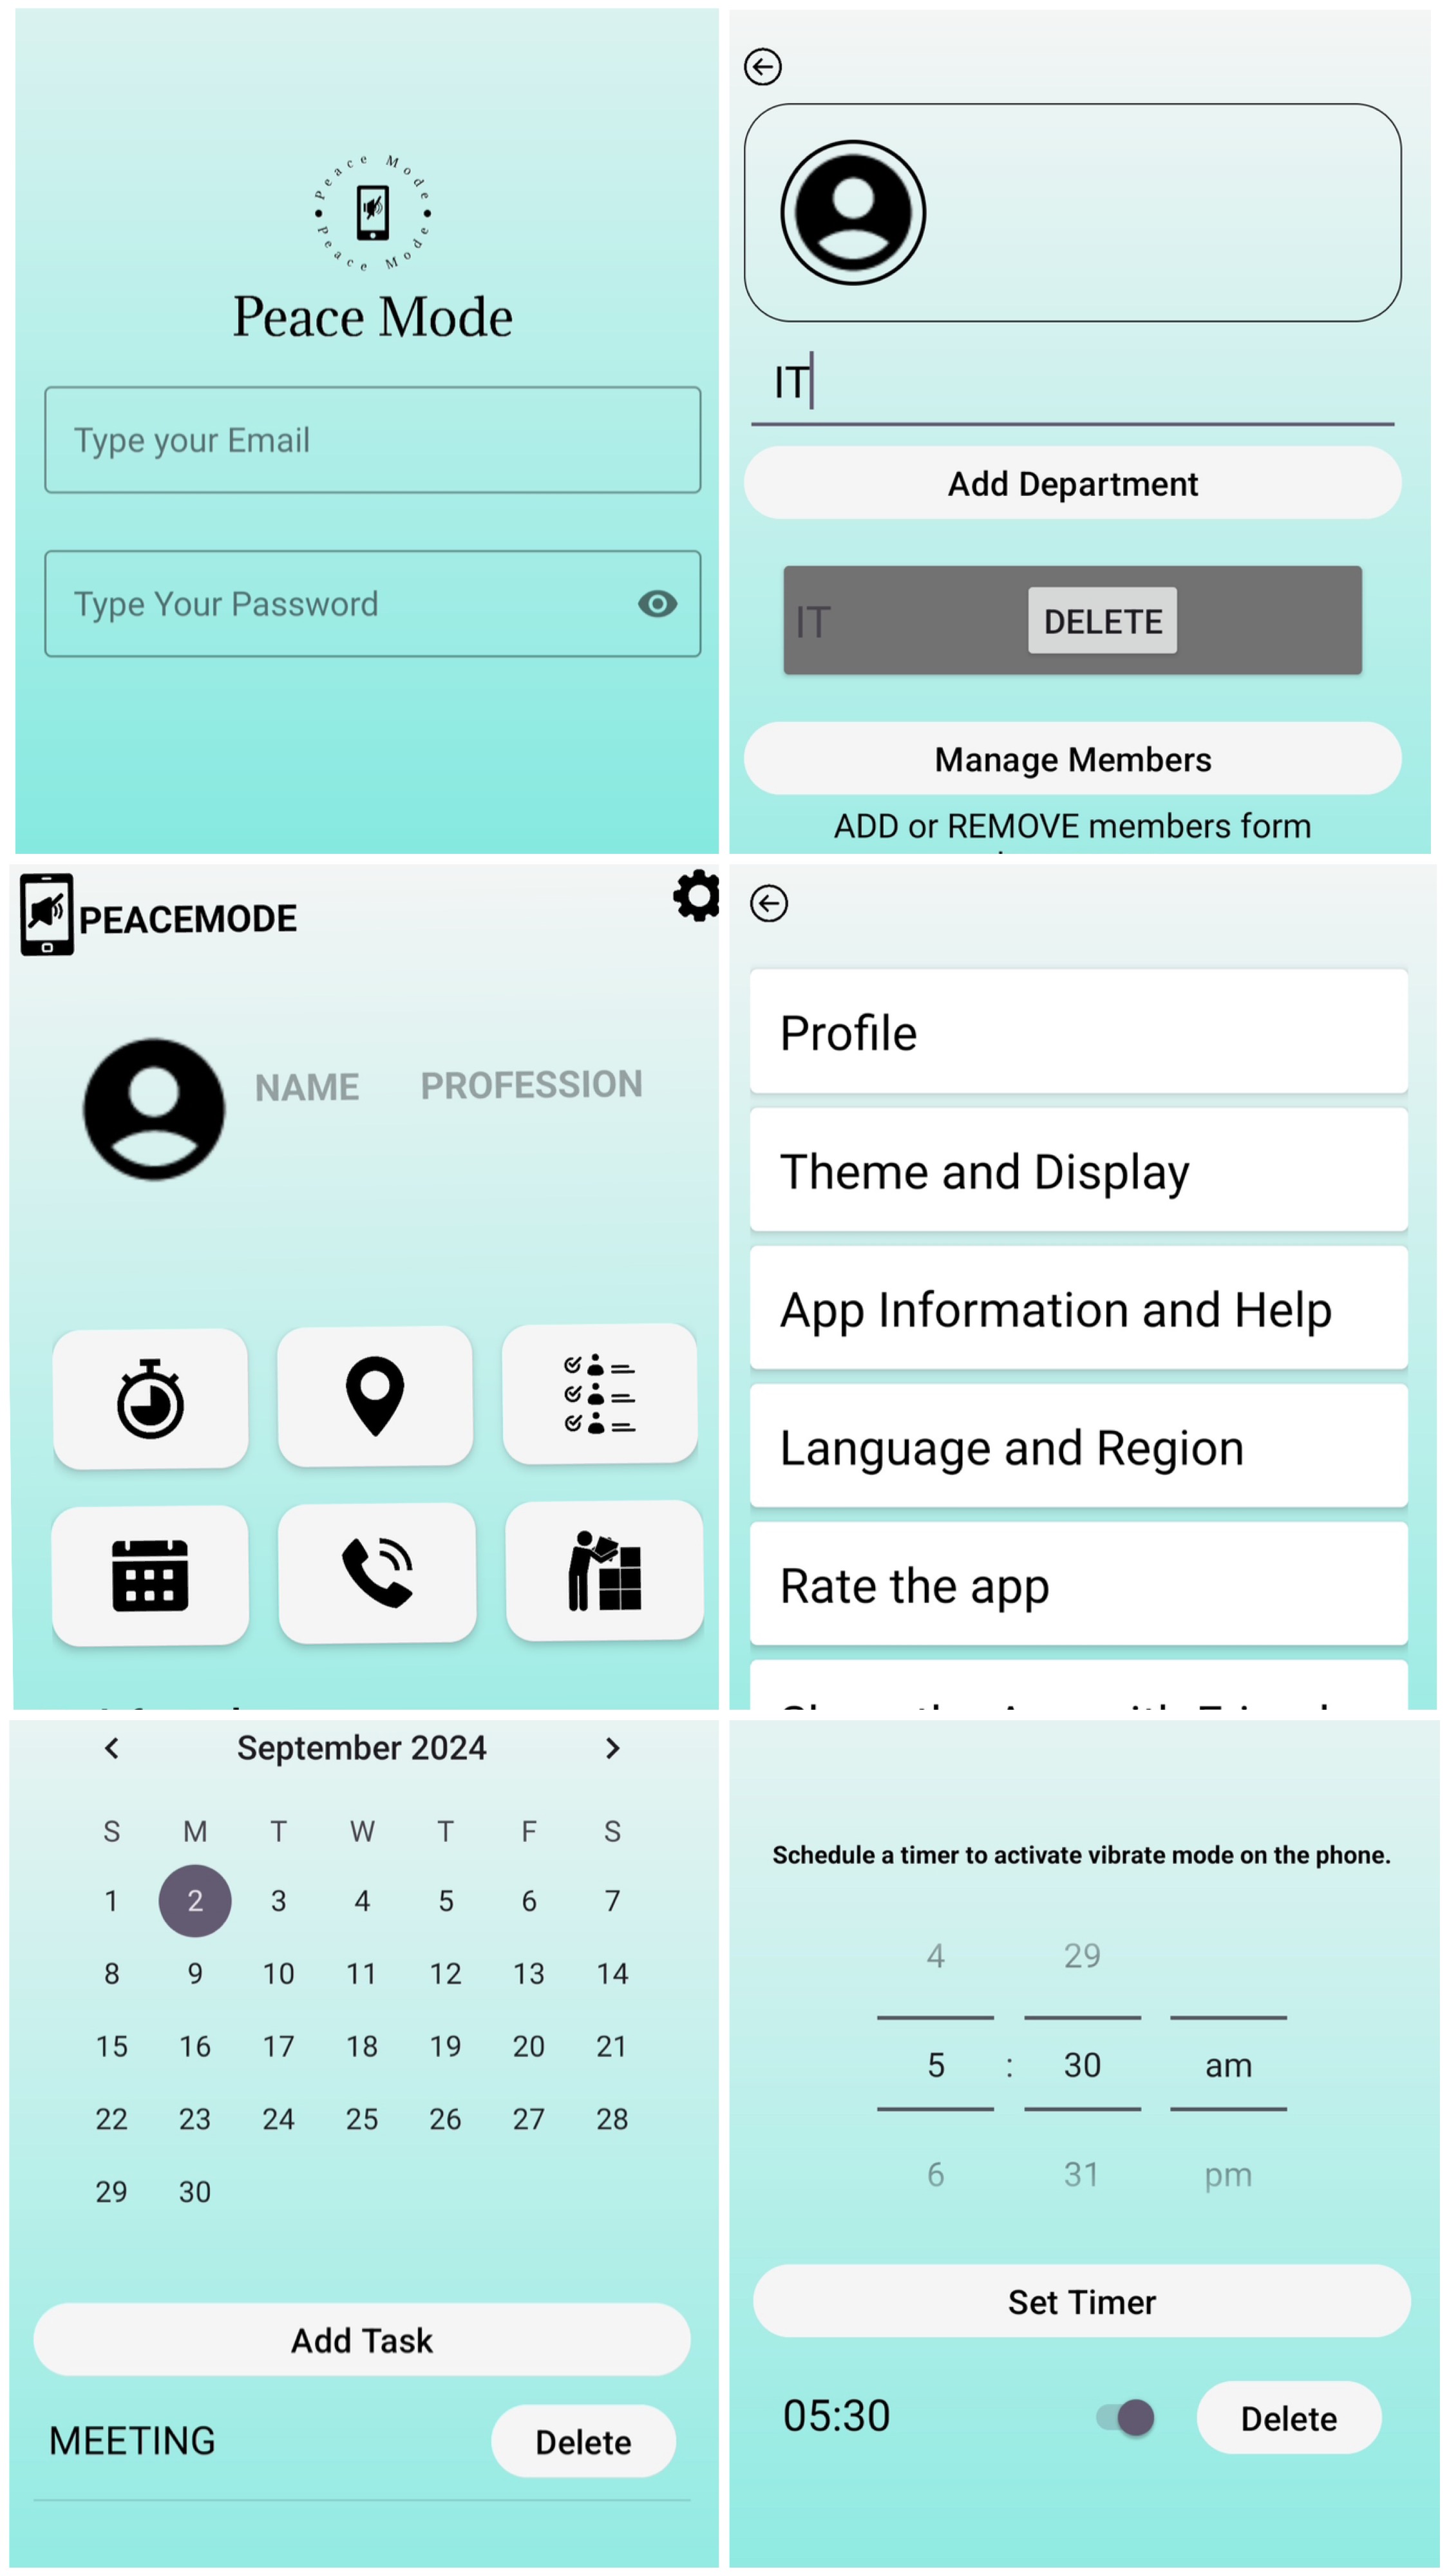 Peace Mode
Peace Mode
Peace Mode
Type your Email
Type Your Password
IT
Add Department
IT
DELETE
Manage Members
ADD or REMOVE members form
PEACEMODE
NAME PROFESSION
Profile
Theme and Display
App Information and Help
Language and Region
Rate the app
September 2024
S M T W T F S
1 2 3 4 5 6 7
8 9 10 11 12 13 14
15 16 17 18 19 20 21
22 23 24 25 26 27 28
29 30
Add Task
MEETING Delete
Schedule a timer to activate vibrate mode on the phone.
4 29
5 : 30 am
6 31 pm
Set Timer
05:30 Delete